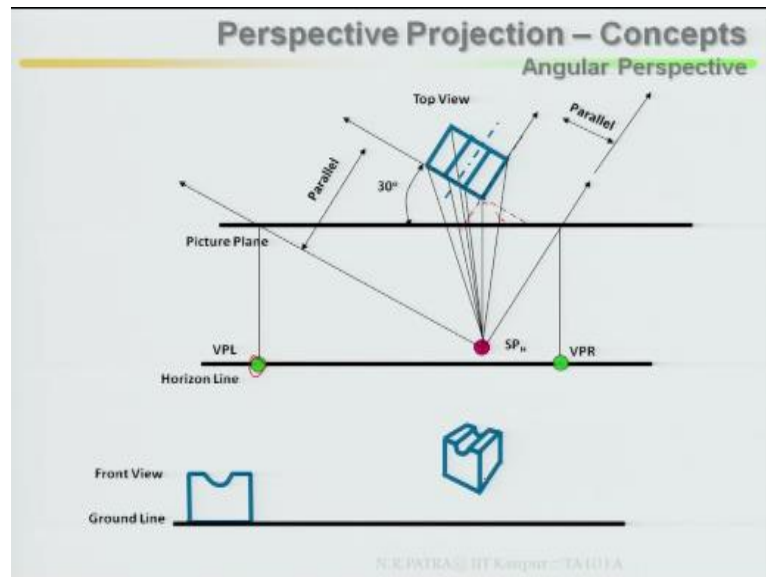 Perspective Projection – Concepts
Angular Perspective
Top View
Parallel
Parallel
30°
Picture Plane
VPL
SP_H
VPR
Horizon Line
Front View
Ground Line
N R PATRA@IIT Kanpur :: TA101A